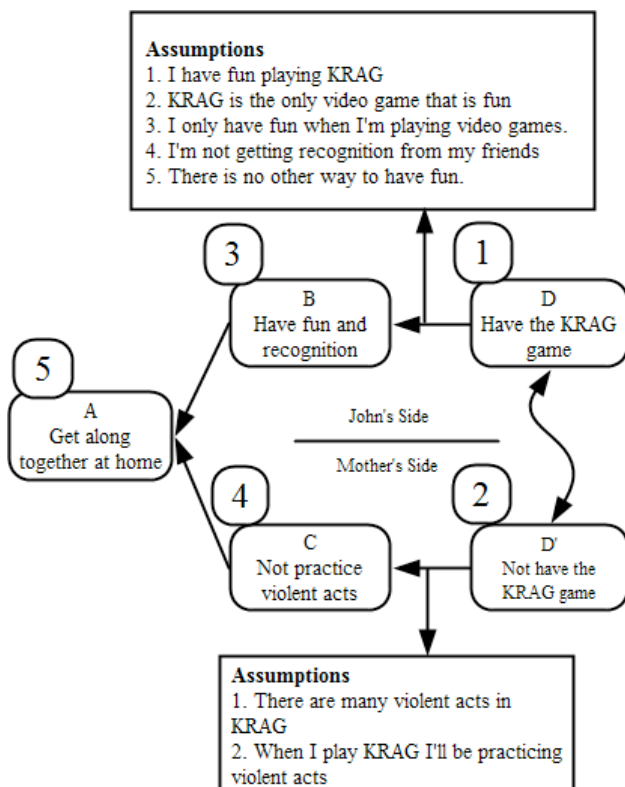 Assumptions
1. I have fun playing KRAG
2. KRAG is the only video game that is fun
3. I only have fun when I'm playing video games.
4. I'm not getting recognition from my friends
5. There is no other way to have fun.
3
B
Have fun and
recognition
1
D
Have the KRAG
game
5
A
Get along
together at home
John's Side
Mother's Side
4
C
Not practice
violent acts
2
D'
Not have the
KRAG game
Assumptions
1. There are many violent acts in
KRAG
2. When I play KRAG I'll be practicing
violent acts